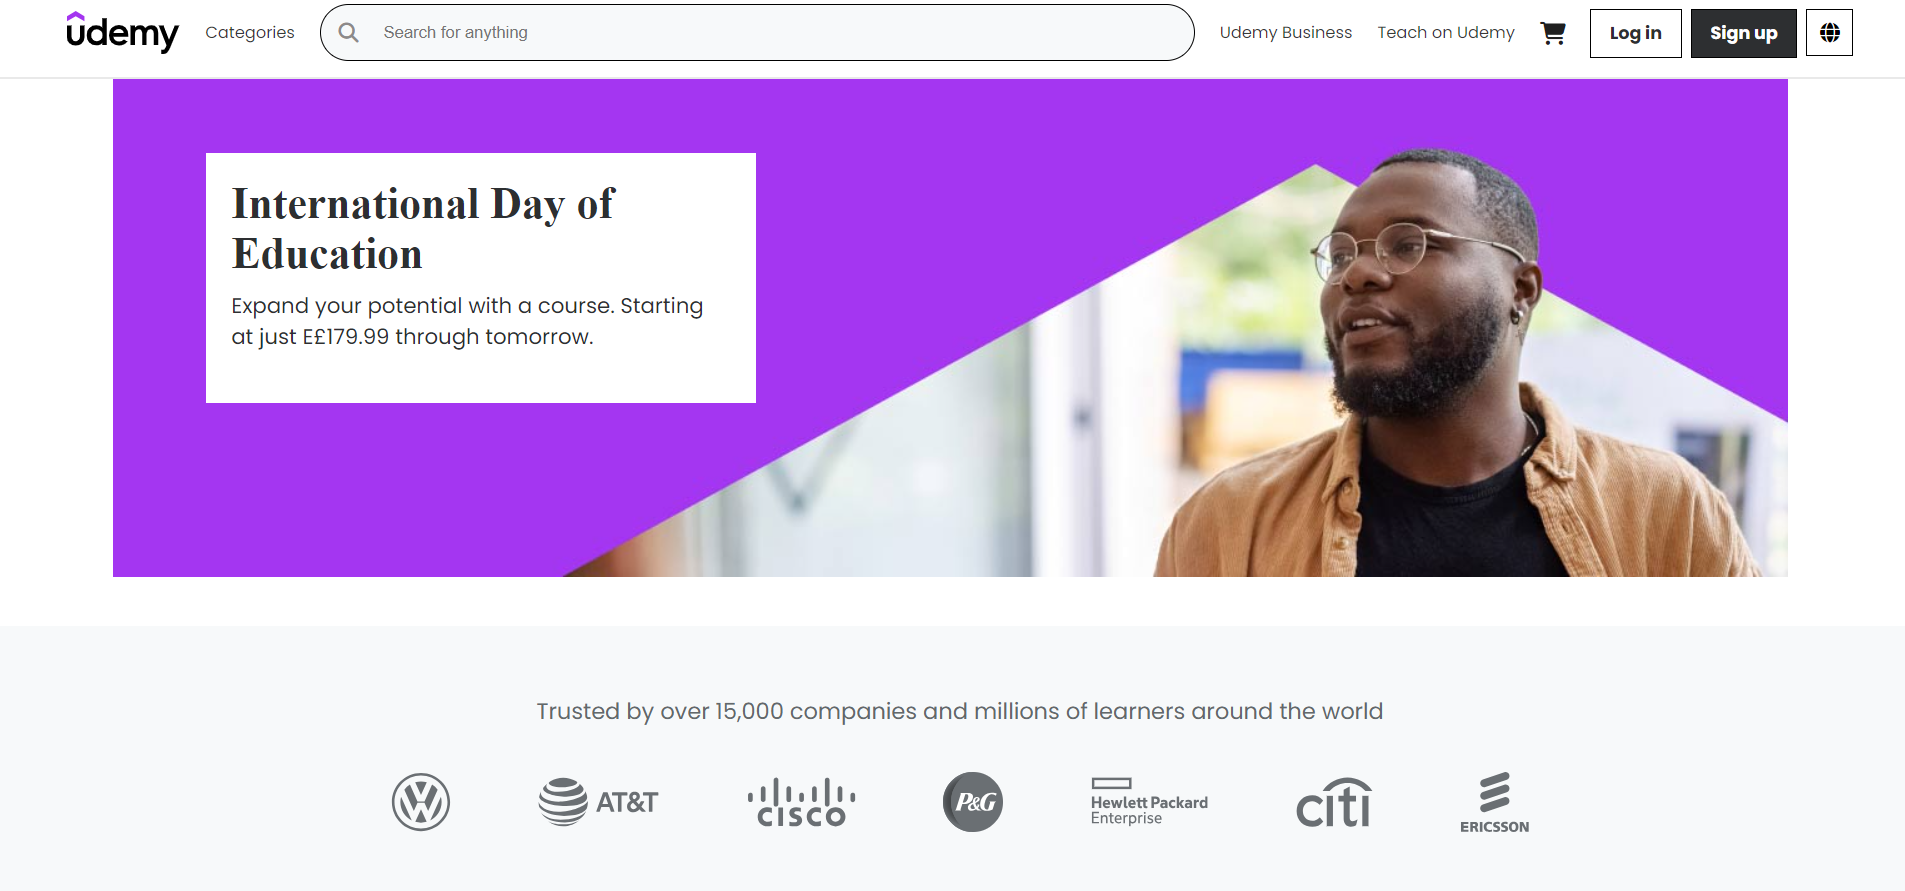 udemy
Categories
Search for anything
Udemy Business
Teach on Udemy
Log in
Sign up
International Day of
Education
Expand your potential with a course. Starting
at just E£179.99 through tomorrow.
Trusted by over 15,000 companies and millions of learners around the world
AT&T
CISCO
P&G
Hewlett Packard
Enterprise
citi
ERICSSON